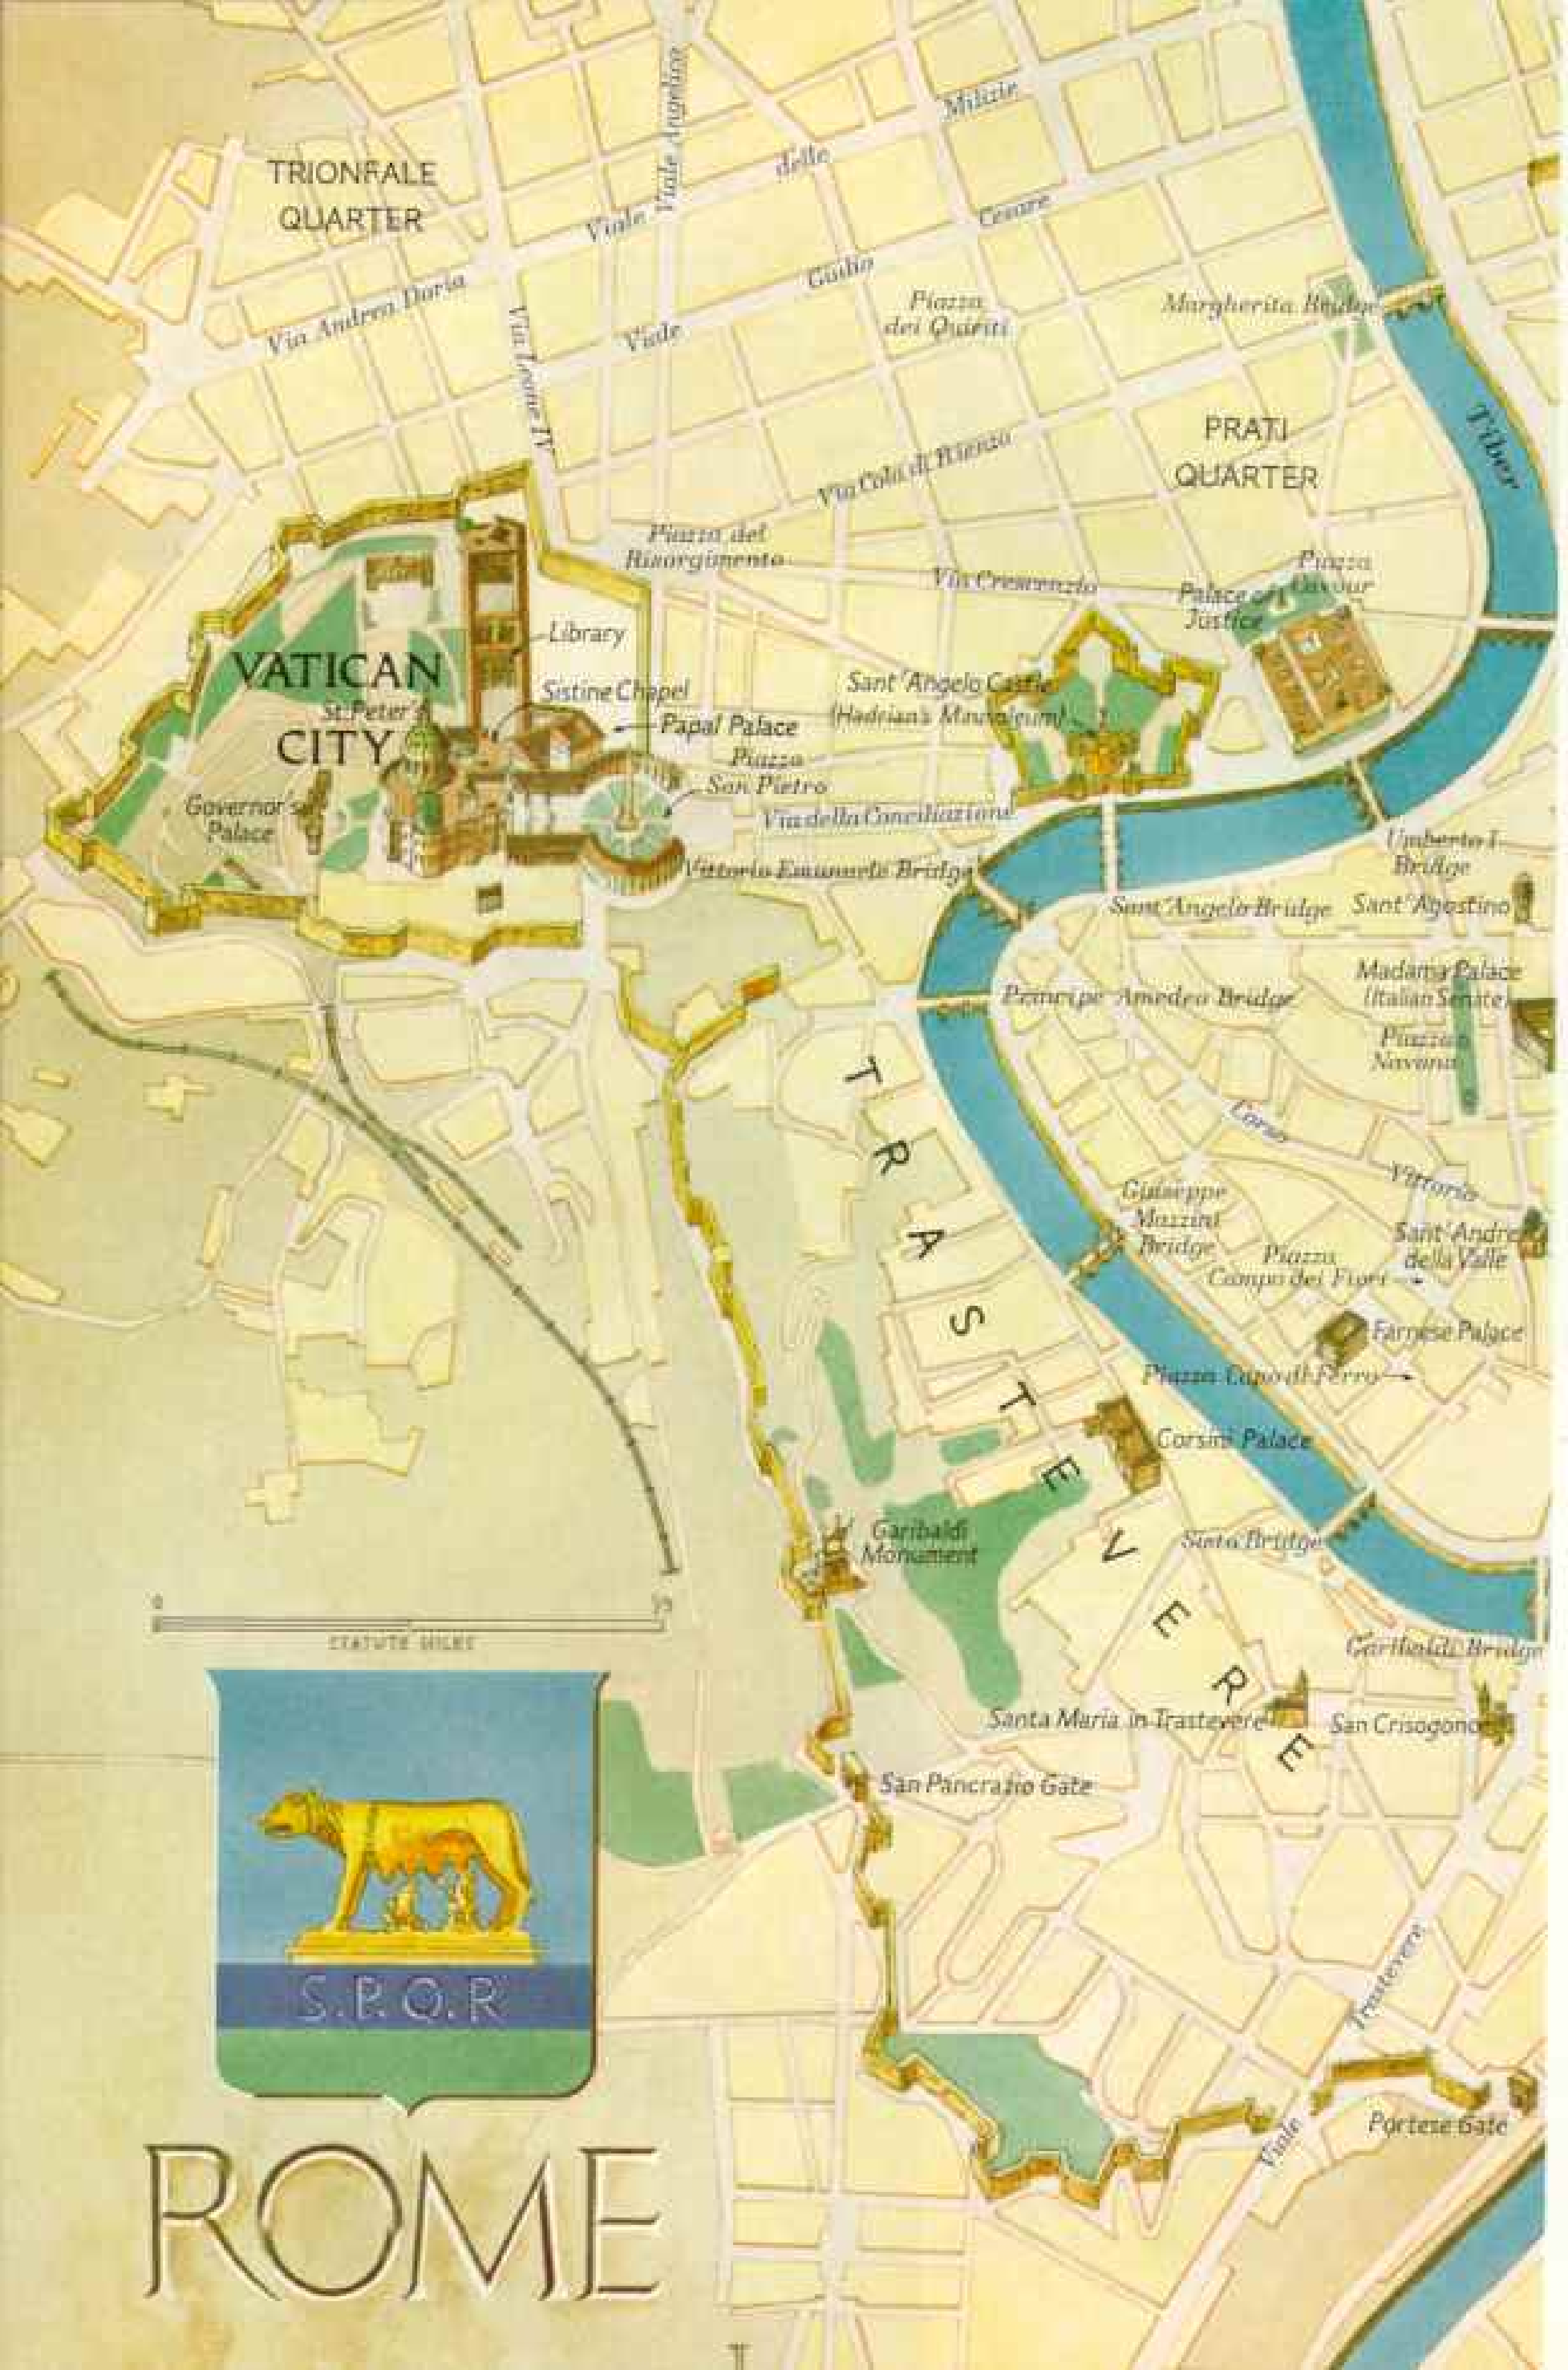 Milizie
delle
Viale Angelico
TRIONFALE
QUARTER
Viale
Cesare
Giulio
Via Andrea Doria
Piazza
dei Quiriti
Margherita Bridge
Viale
Via Leone IV
Tiber
PRATI
QUARTER
Via Cola di Rienzo
Piazza del
Risorgimento
Piazza
Cavour
Via Crescenzio
Palace of
Justice
Library
VATICAN
CITY
St. Peter's
Sistine Chapel
Sant'Angelo Castle
(Hadrian's Mausoleum)
Papal Palace
Piazza
San Pietro
Governor's
Palace
Via della Conciliazione
Umberto I
Bridge
Vittorio Emanuele Bridge
Sant'Angelo Bridge
Sant'Agostino
Madama Palace
(Italian Senate)
Principe Amedeo Bridge
Piazza
Navona
TRASTEVERE
Corso
Vittorio
Giuseppe
Mazzini
Bridge
Sant'Andre
della Valle
Piazza
Campo dei Fiori
Farnese Palace
Piazza Capo di Ferro
Corsini Palace
Garibaldi
Monument
Sisto Bridge
0
STATUTE MILES
Garibaldi Bridge
Santa Maria in Trastevere
San Crisogono
San Pancrazio Gate
S.P.Q.R
Trastevere
Viale
Portese Gate
ROME